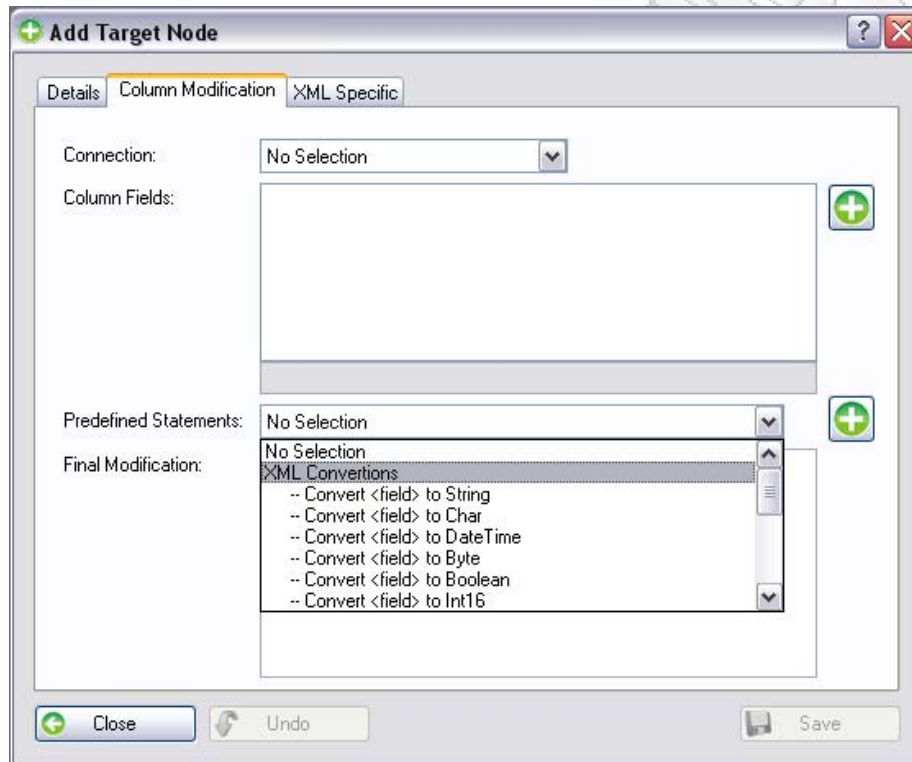 Add Target Node
Details Column Modification XML Specific
Connection: No Selection
Column Fields:
Predefined Statements: No Selection
Final Modification:
No Selection
XML Convertions
-- Convert <field> to String
-- Convert <field> to Char
-- Convert <field> to DateTime
-- Convert <field> to Byte
-- Convert <field> to Boolean
-- Convert <field> to Int16
Close Undo Save